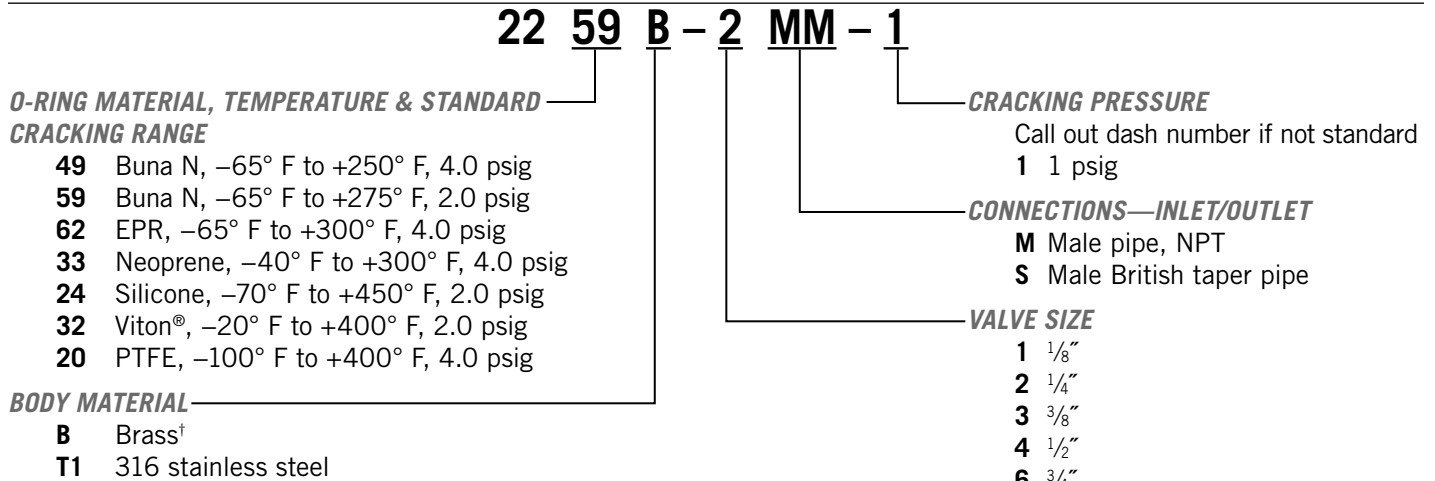 22 59 B – 2 MM – 1
O-RING MATERIAL, TEMPERATURE & STANDARD
CRACKING RANGE
49 Buna N, –65° F to +250° F, 4.0 psig
59 Buna N, –65° F to +275° F, 2.0 psig
62 EPR, –65° F to +300° F, 4.0 psig
33 Neoprene, –40° F to +300° F, 4.0 psig
24 Silicone, –70° F to +450° F, 2.0 psig
32 Viton®, –20° F to +400° F, 2.0 psig
20 PTFE, –100° F to +400° F, 4.0 psig
BODY MATERIAL
B Brass†
T1 316 stainless steel
CRACKING PRESSURE
Call out dash number if not standard
1 1 psig
CONNECTIONS—INLET/OUTLET
M Male pipe, NPT
S Male British taper pipe
VALVE SIZE
1 1/8″
2 1/4″
3 3/8″
4 1/2″
6 3/4″